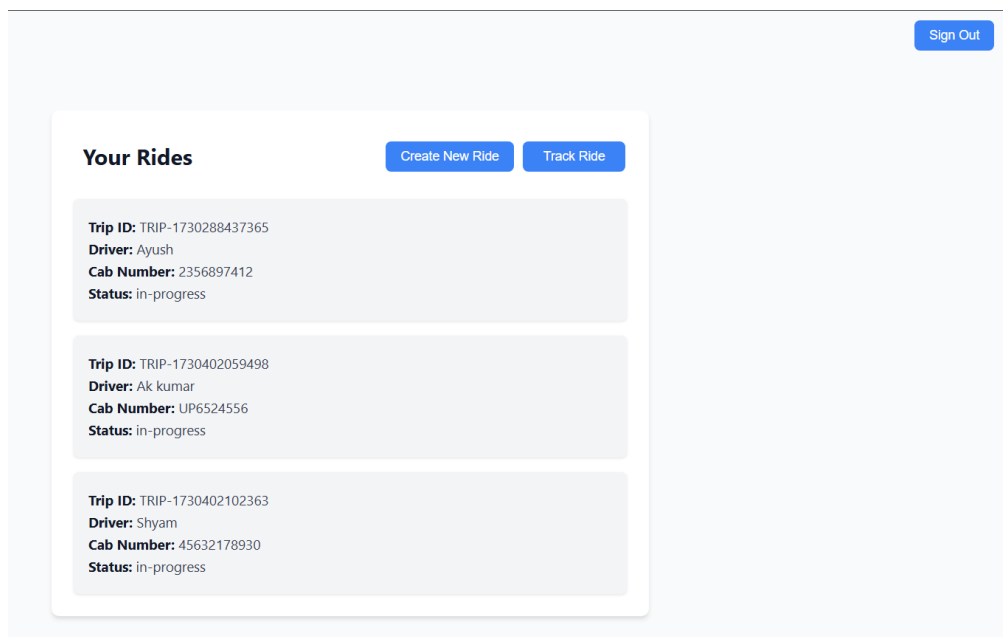 Sign Out
Your Rides
Create New Ride
Track Ride
Trip ID: TRIP-1730288437365
Driver: Ayush
Cab Number: 2356897412
Status: in-progress
Trip ID: TRIP-1730402059498
Driver: Ak kumar
Cab Number: UP6524556
Status: in-progress
Trip ID: TRIP-1730402102363
Driver: Shyam
Cab Number: 45632178930
Status: in-progress